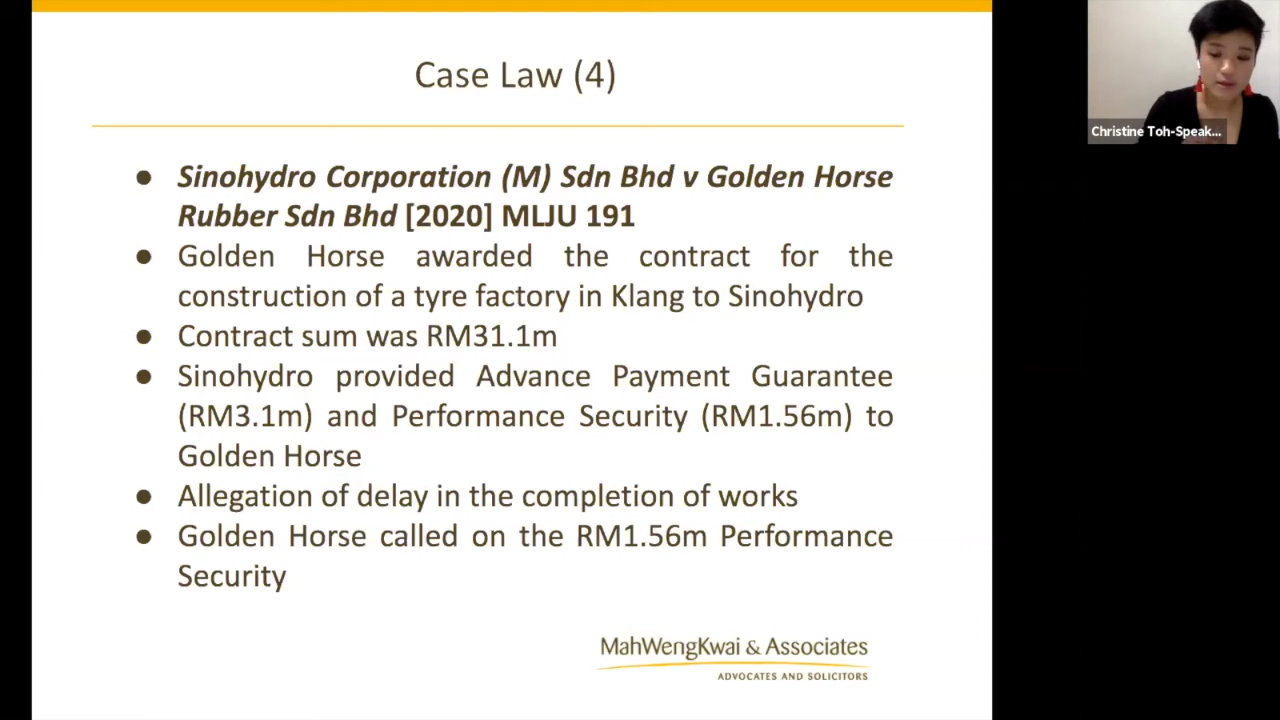 Case Law (4)
● Sinohydro Corporation (M) Sdn Bhd v Golden Horse
Rubber Sdn Bhd [2020] MLJU 191
● Golden Horse awarded the contract for the
construction of a tyre factory in Klang to Sinohydro
● Contract sum was RM31.1m
● Sinohydro provided Advance Payment Guarantee
(RM3.1m) and Performance Security (RM1.56m) to
Golden Horse
● Allegation of delay in the completion of works
● Golden Horse called on the RM1.56m Performance
Security
MahWengKwai & Associates
ADVOCATES AND SOLICITORS
Christine Toh-Speak...